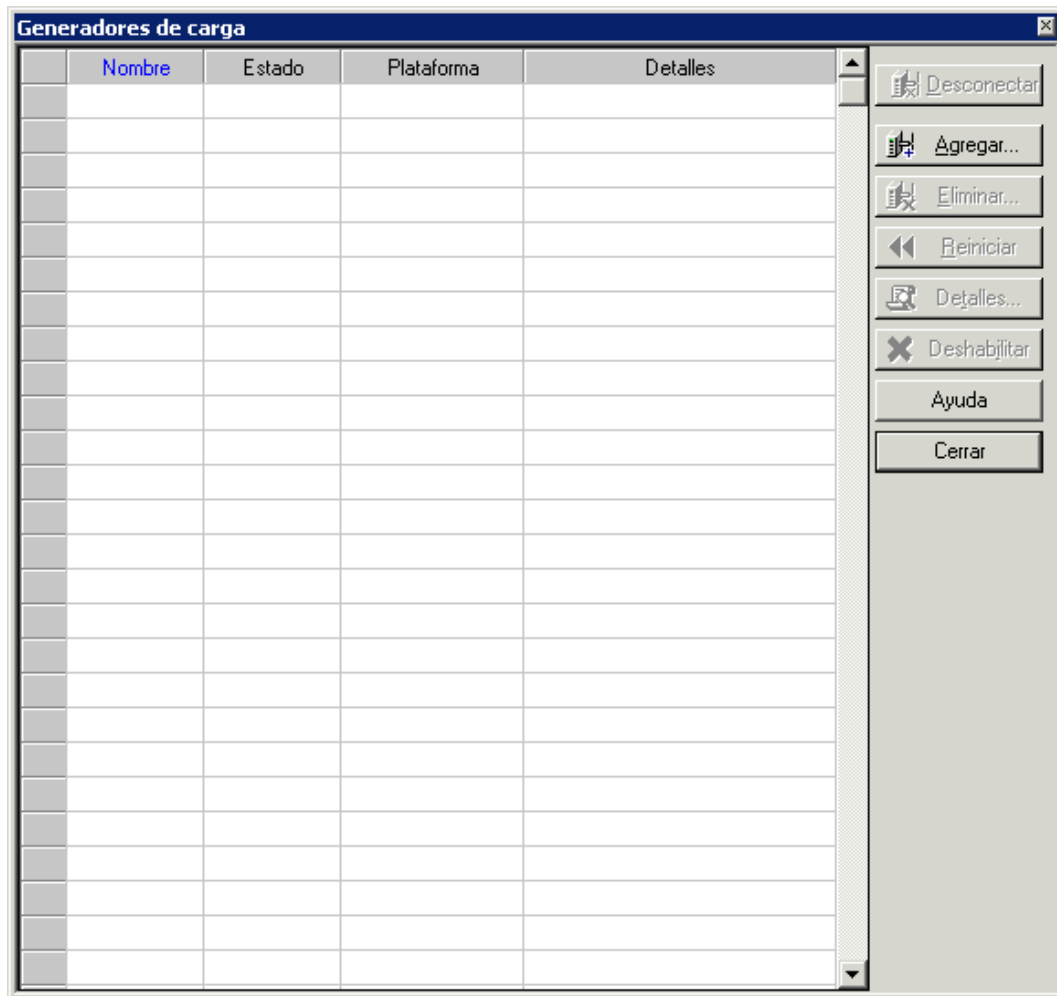 Generadores de carga
Nombre Estado Plataforma Detalles
Desconectar
Agregar...
Eliminar...
Reiniciar
Detalles...
Deshabilitar
Ayuda
Cerrar